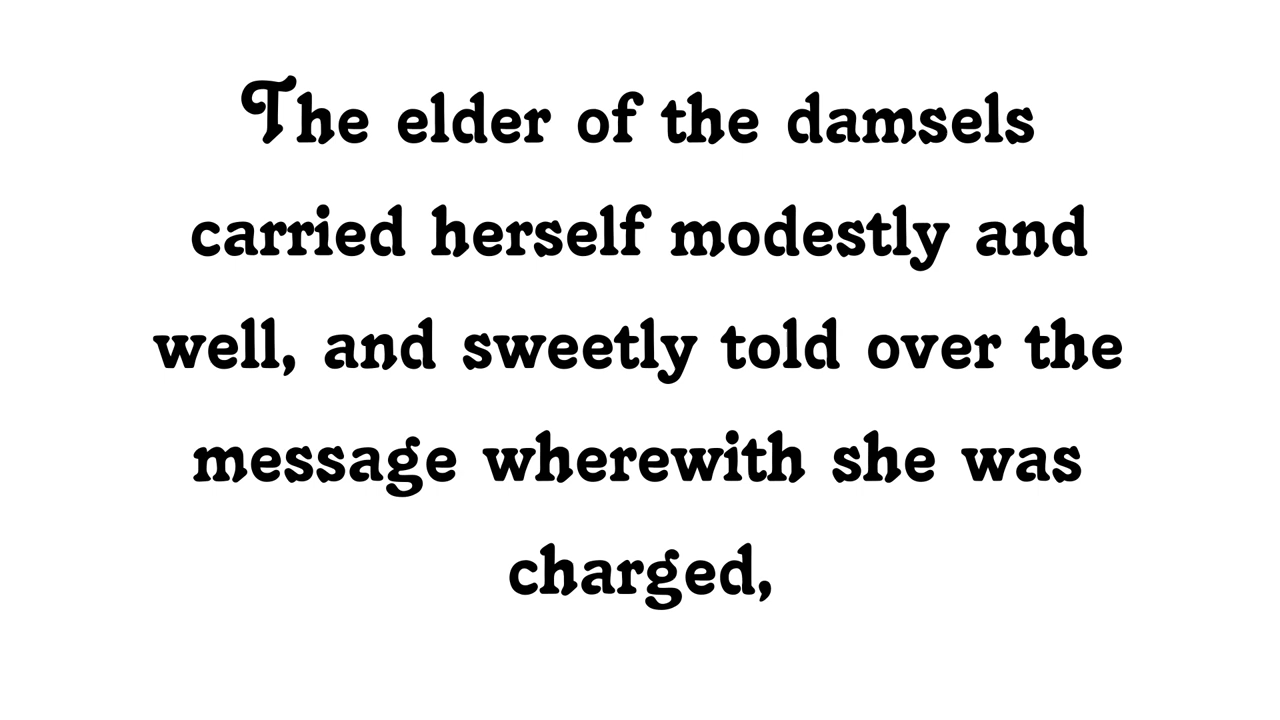 The elder of the damsels
carried herself modestly and
well, and sweetly told over the
message wherewith she was
charged,